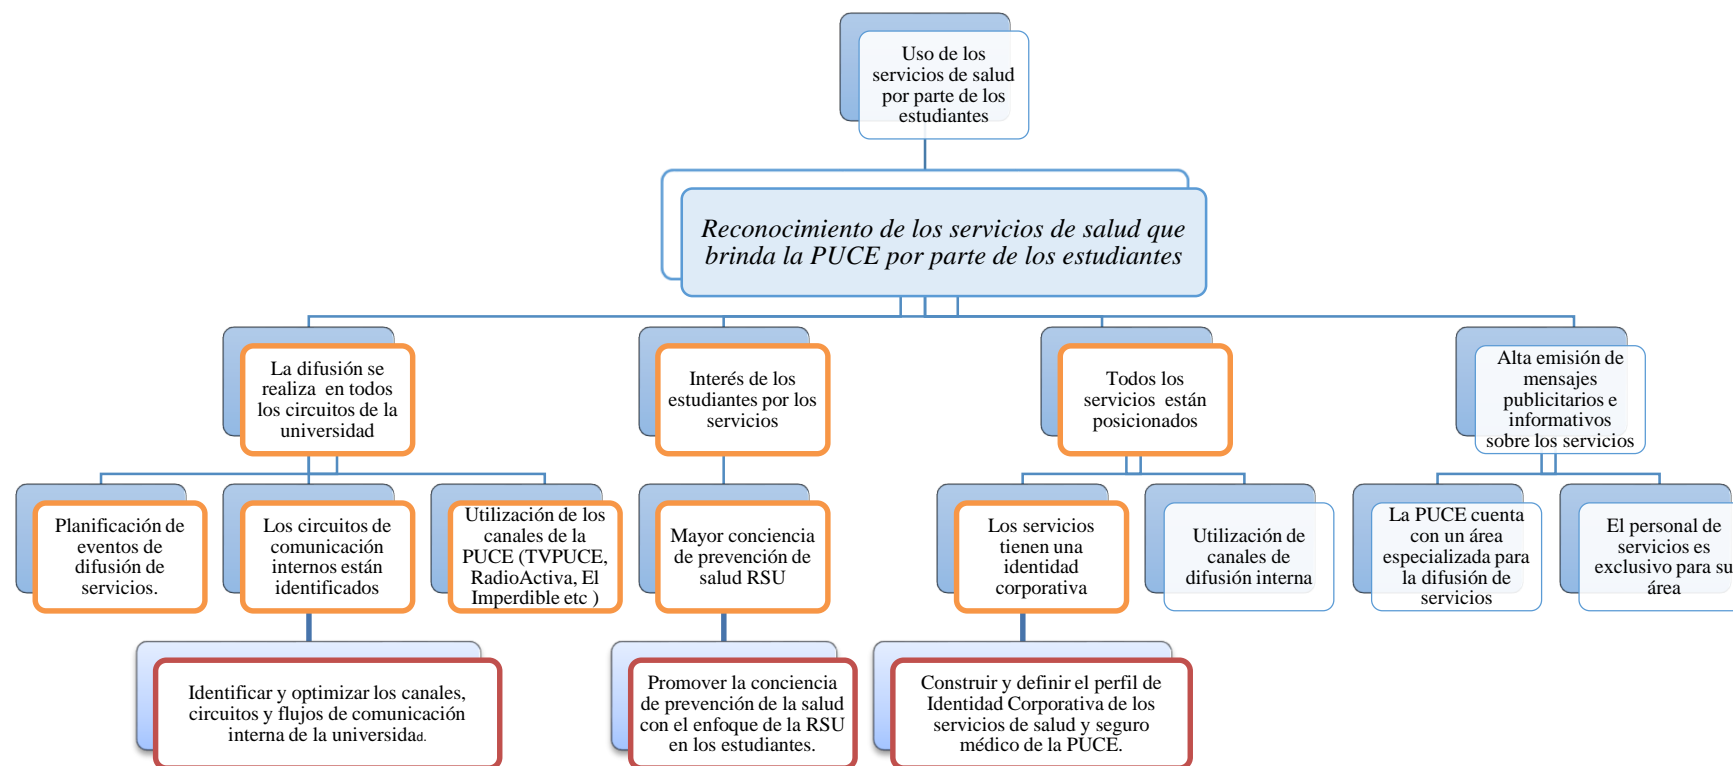 Uso de los
servicios de salud
por parte de los
estudiantes
Reconocimiento de los servicios de salud que
brinda la PUCE por parte de los estudiantes
La difusión se
realiza en todos
los circuitos de la
universidad
Interés de los
estudiantes por los
servicios
Todos los
servicios están
posicionados
Alta emisión de
mensajes
publicitarios e
informativos
sobre los servicios
Planificación de
eventos de
difusión de
servicios.
Los circuitos de
comunicación
internos están
identificados
Utilización de los
canales de la
PUCE (TVPUCE,
RadioActiva, El
Imperdible etc )
Mayor conciencia
de prevención de
salud RSU
Los servicios
tienen una
identidad
corporativa
Utilización de
canales de
difusión interna
La PUCE cuenta
con un área
especializada para
la difusión de
servicios
El personal de
servicios es
exclusivo para su
área
Identificar y optimizar los canales,
circuitos y flujos de comunicación
interna de la universidad.
Promover la conciencia
de prevención de la salud
con el enfoque de la RSU
en los estudiantes.
Construir y definir el perfil de
Identidad Corporativa de los
servicios de salud y seguro
médico de la PUCE.